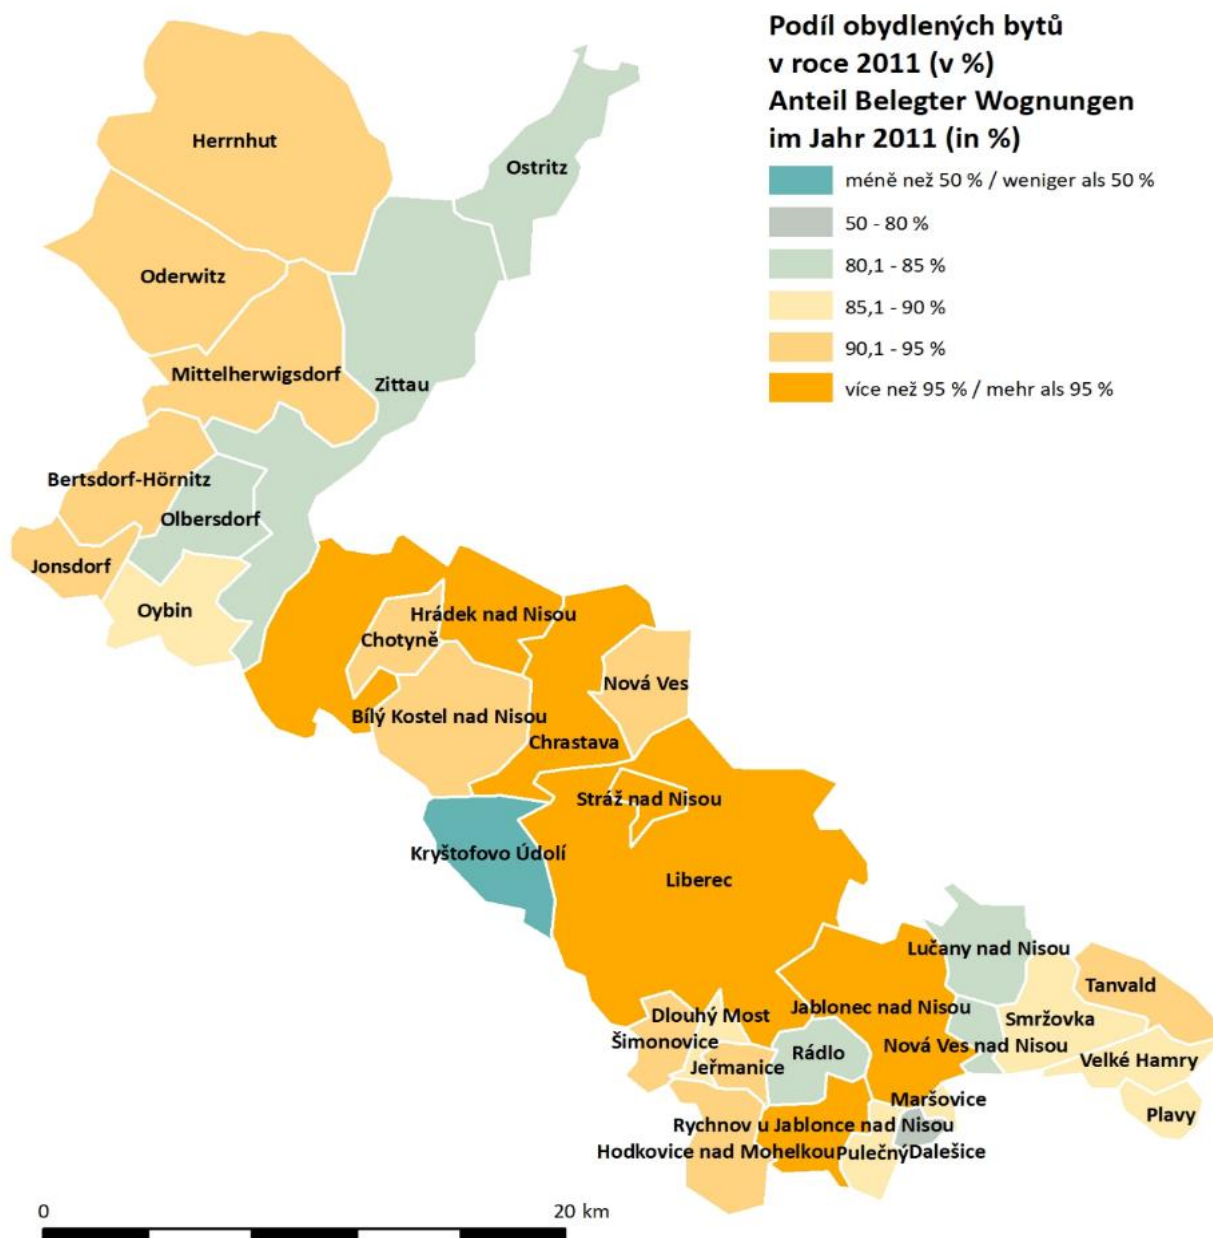 Podíl obydlených bytů
v roce 2011 (v %)
Anteil Belegter Wognungen
im Jahr 2011 (in %)
méně než 50 % / weniger als 50 %
50 - 80 %
80,1 - 85 %
85,1 - 90 %
90,1 - 95 %
více než 95 % / mehr als 95 %
Herrnhut
Ostritz
Oderwitz
Mittelherwigsdorf
Zittau
Bertsdorf-Hörnitz
Olbersdorf
Jonsdorf
Oybin
Hrádek nad Nisou
Chotyně
Nová Ves
Bílý Kostel nad Nisou
Chrastava
Stráž nad Nisou
Kryštofovo Údolí
Liberec
Lučany nad Nisou
Tanvald
Jablonec nad Nisou
Dlouhý Most
Smržovka
Šimonovice
Nová Ves nad Nisou
Rádlo
Velké Hamry
Jeřmanice
Maršovice
Plavy
Rychnov u Jablonce nad Nisou
Hodkovice nad Mohelkou
Pulečný
Dalešice
0
20 km